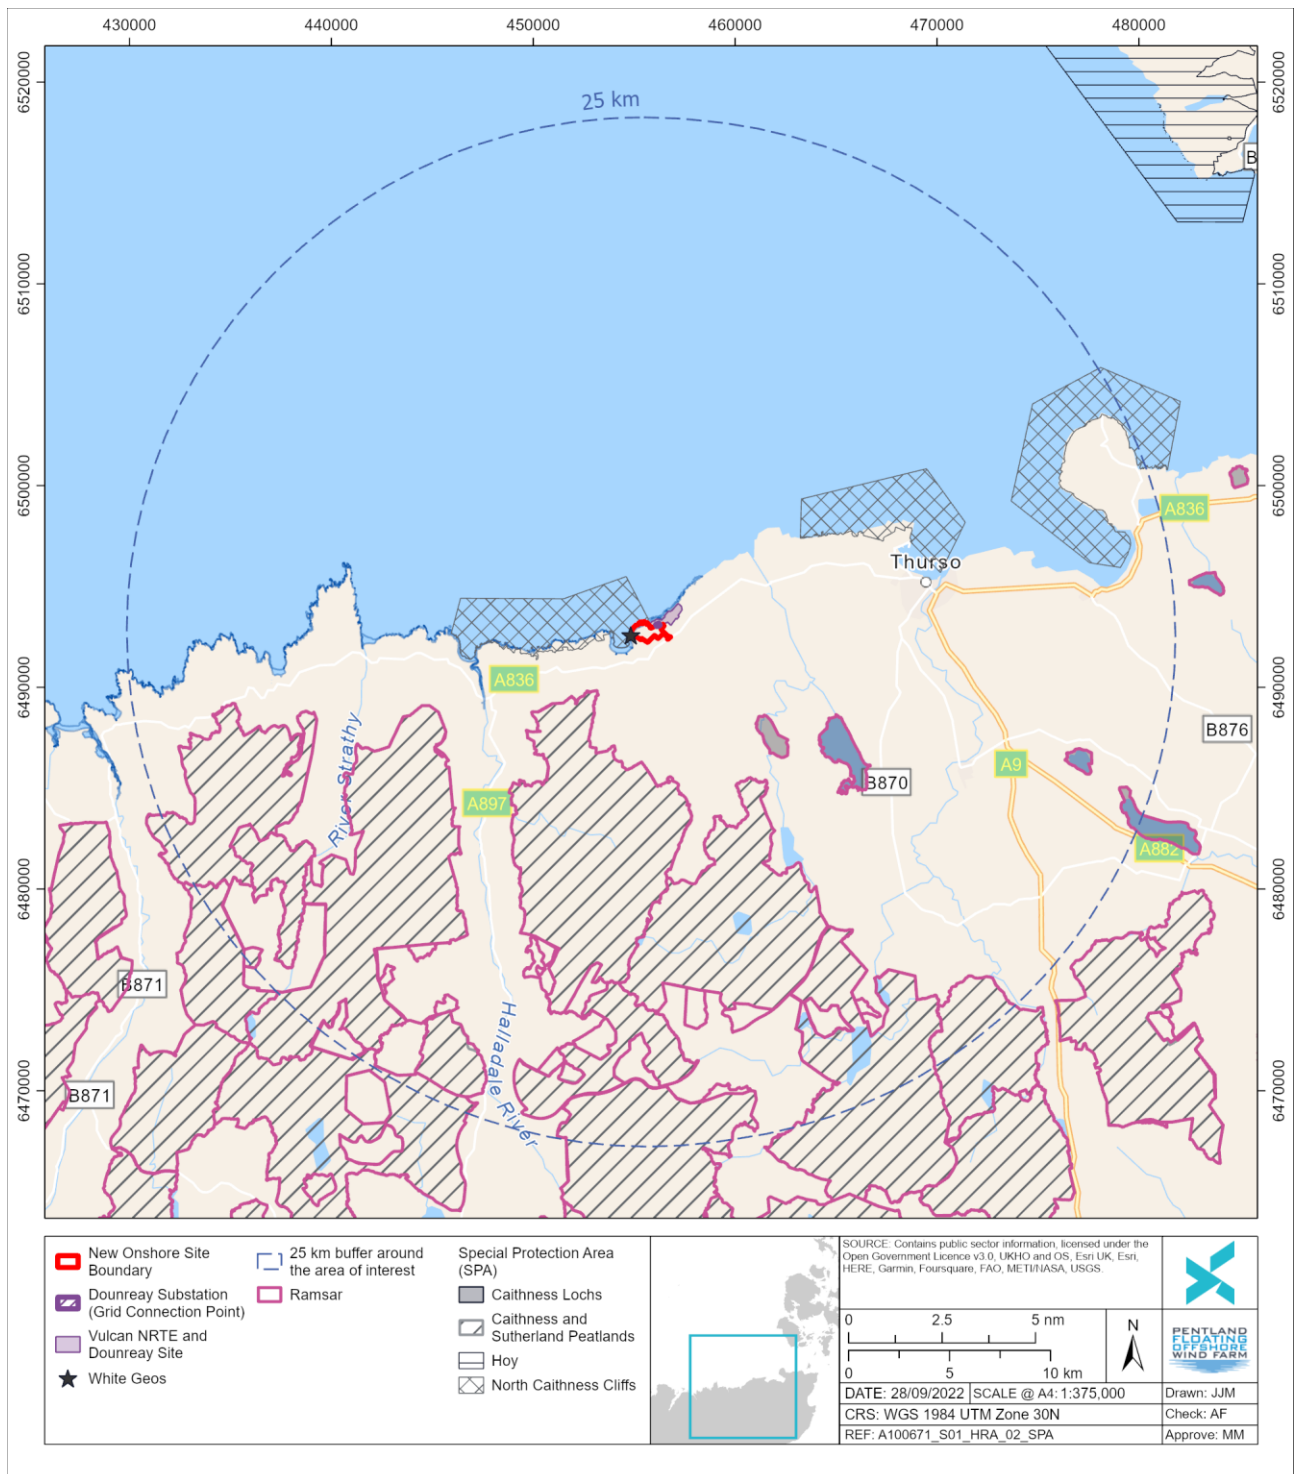 430000 440000 450000 460000 470000 480000
6520000
6520000
25 km
B
6510000
6510000
6500000
6500000
A836
Thurso
A836
6490000
6490000
B876
River Strathy
A9
B870
A897
A882
6480000
6480000
B871
Halladale River
B871
6470000
6470000
New Onshore Site
Boundary
Dounreay Substation
(Grid Connection Point)
Vulcan NRTE and
Dounreay Site
White Geos
25 km buffer around
the area of interest
Ramsar
Special Protection Area
(SPA)
Caithness Lochs
Caithness and
Sutherland Peatlands
Hoy
North Caithness Cliffs
SOURCE: Contains public sector information, licensed under the
Open Government Licence v3.0, UKHO and OS, Esri UK, Esri,
HERE, Garmin, Foursquare, FAO, METI/NASA, USGS.
0 2.5 5 nm
0 5 10 km
N
PENTLAND
FLOATING
OFFSHORE
WIND FARM
DATE: 28/09/2022 SCALE @ A4: 1:375,000 Drawn: JJM
CRS: WGS 1984 UTM Zone 30N Check: AF
REF: A100671_S01_HRA_02_SPA Approve: MM